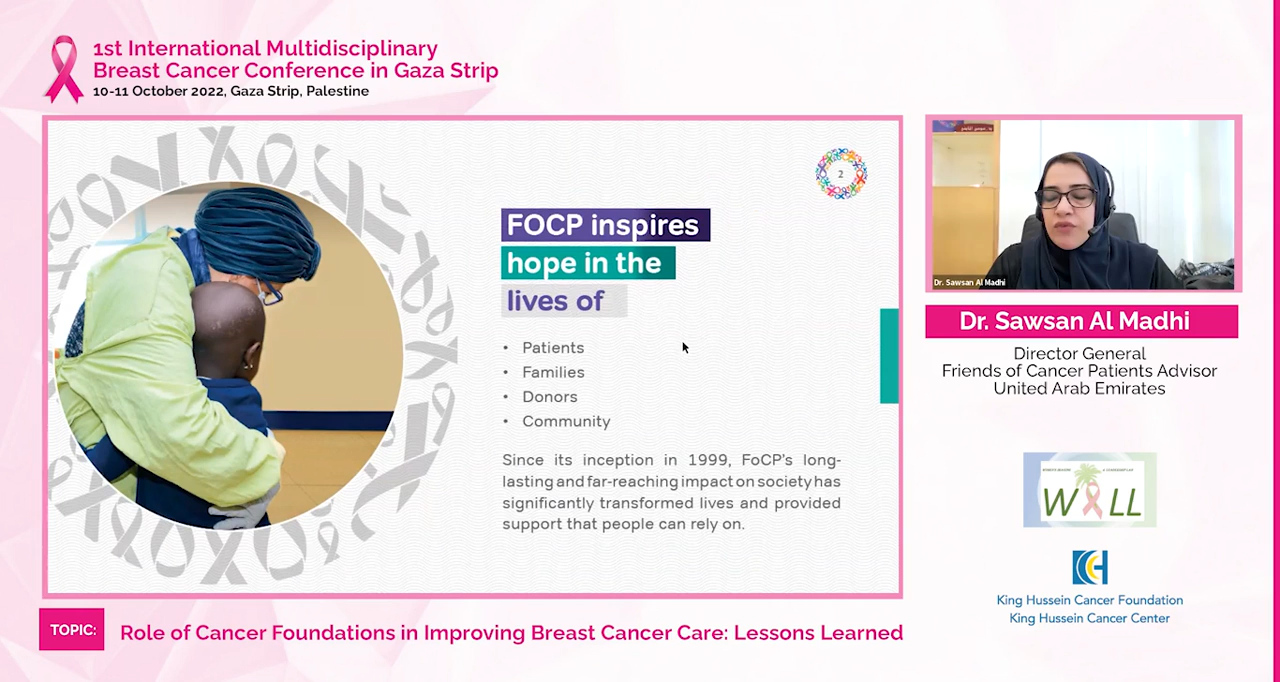 1st International Multidisciplinary
Breast Cancer Conference in Gaza Strip
10-11 October 2022, Gaza Strip, Palestine
2
FOCP inspires
hope in the
lives of
• Patients
• Families
• Donors
• Community
Since its inception in 1999, FoCP's long-
lasting and far-reaching impact on society has
significantly transformed lives and provided
support that people can rely on.
Dr. Sawsan Al Madhi
Dr. Sawsan Al Madhi
Director General
Friends of Cancer Patients Advisor
United Arab Emirates
WILL
King Hussein Cancer Foundation
King Hussein Cancer Center
TOPIC:
Role of Cancer Foundations in Improving Breast Cancer Care: Lessons Learned